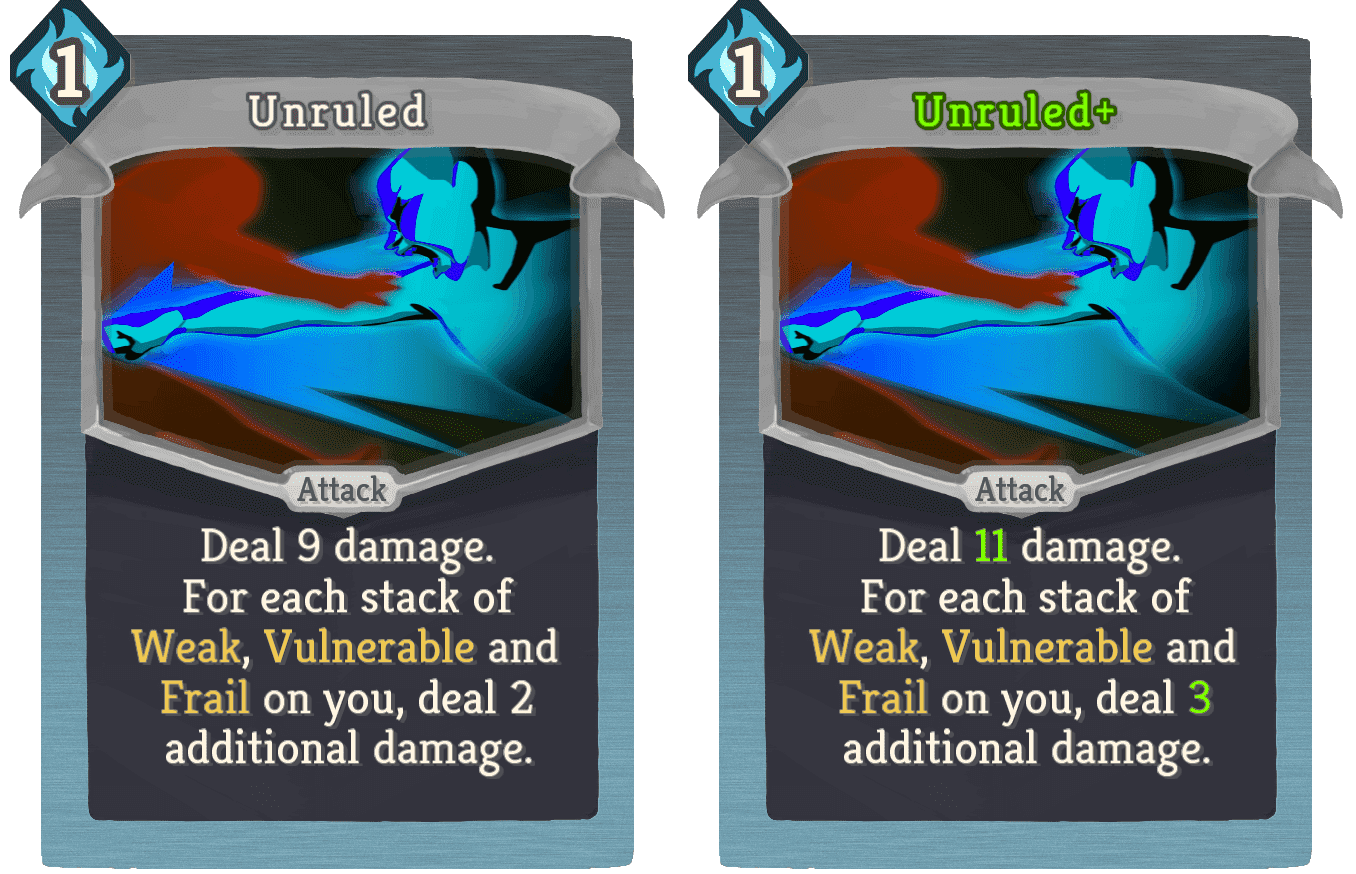 1
Unruled
Attack
Deal 9 damage.
For each stack of
Weak, Vulnerable and
Frail on you, deal 2
additional damage.
1
Unruled+
Attack
Deal 11 damage.
For each stack of
Weak, Vulnerable and
Frail on you, deal 3
additional damage.